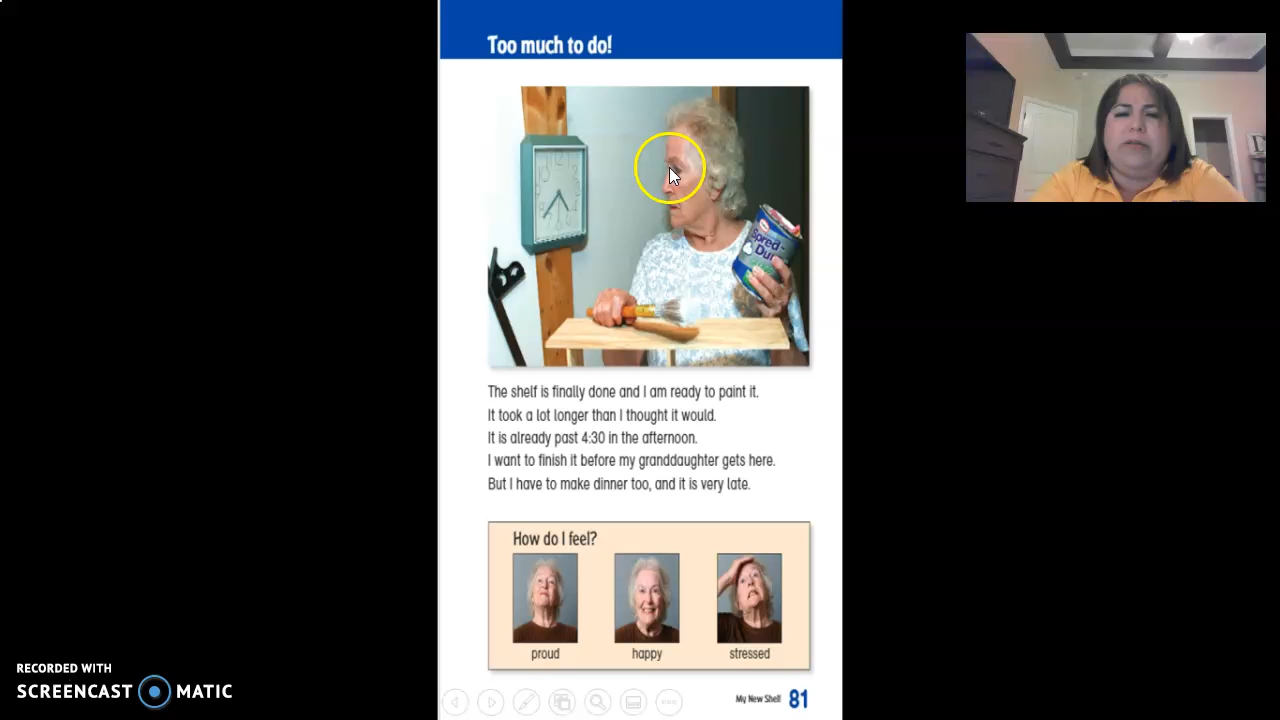 Too much to do!
Spred-
Dur
The shelf is finally done and I am ready to paint it.
It took a lot longer than I thought it would.
It is already past 4:30 in the afternoon.
I want to finish it before my granddaughter gets here.
But I have to make dinner too, and it is very late.
How do I feel?
proud
happy
stressed
My New Shelf 81
RECORDED WITH
SCREENCAST MATIC